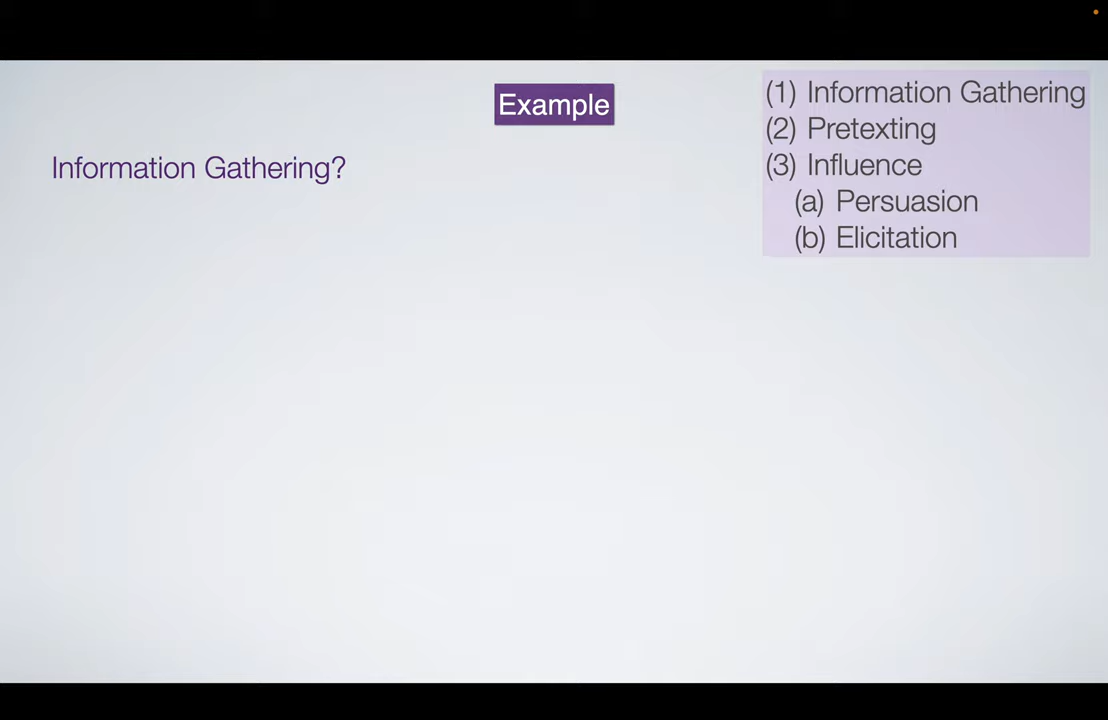 Example
Information Gathering?
(1) Information Gathering
(2) Pretexting
(3) Influence
(a) Persuasion
(b) Elicitation